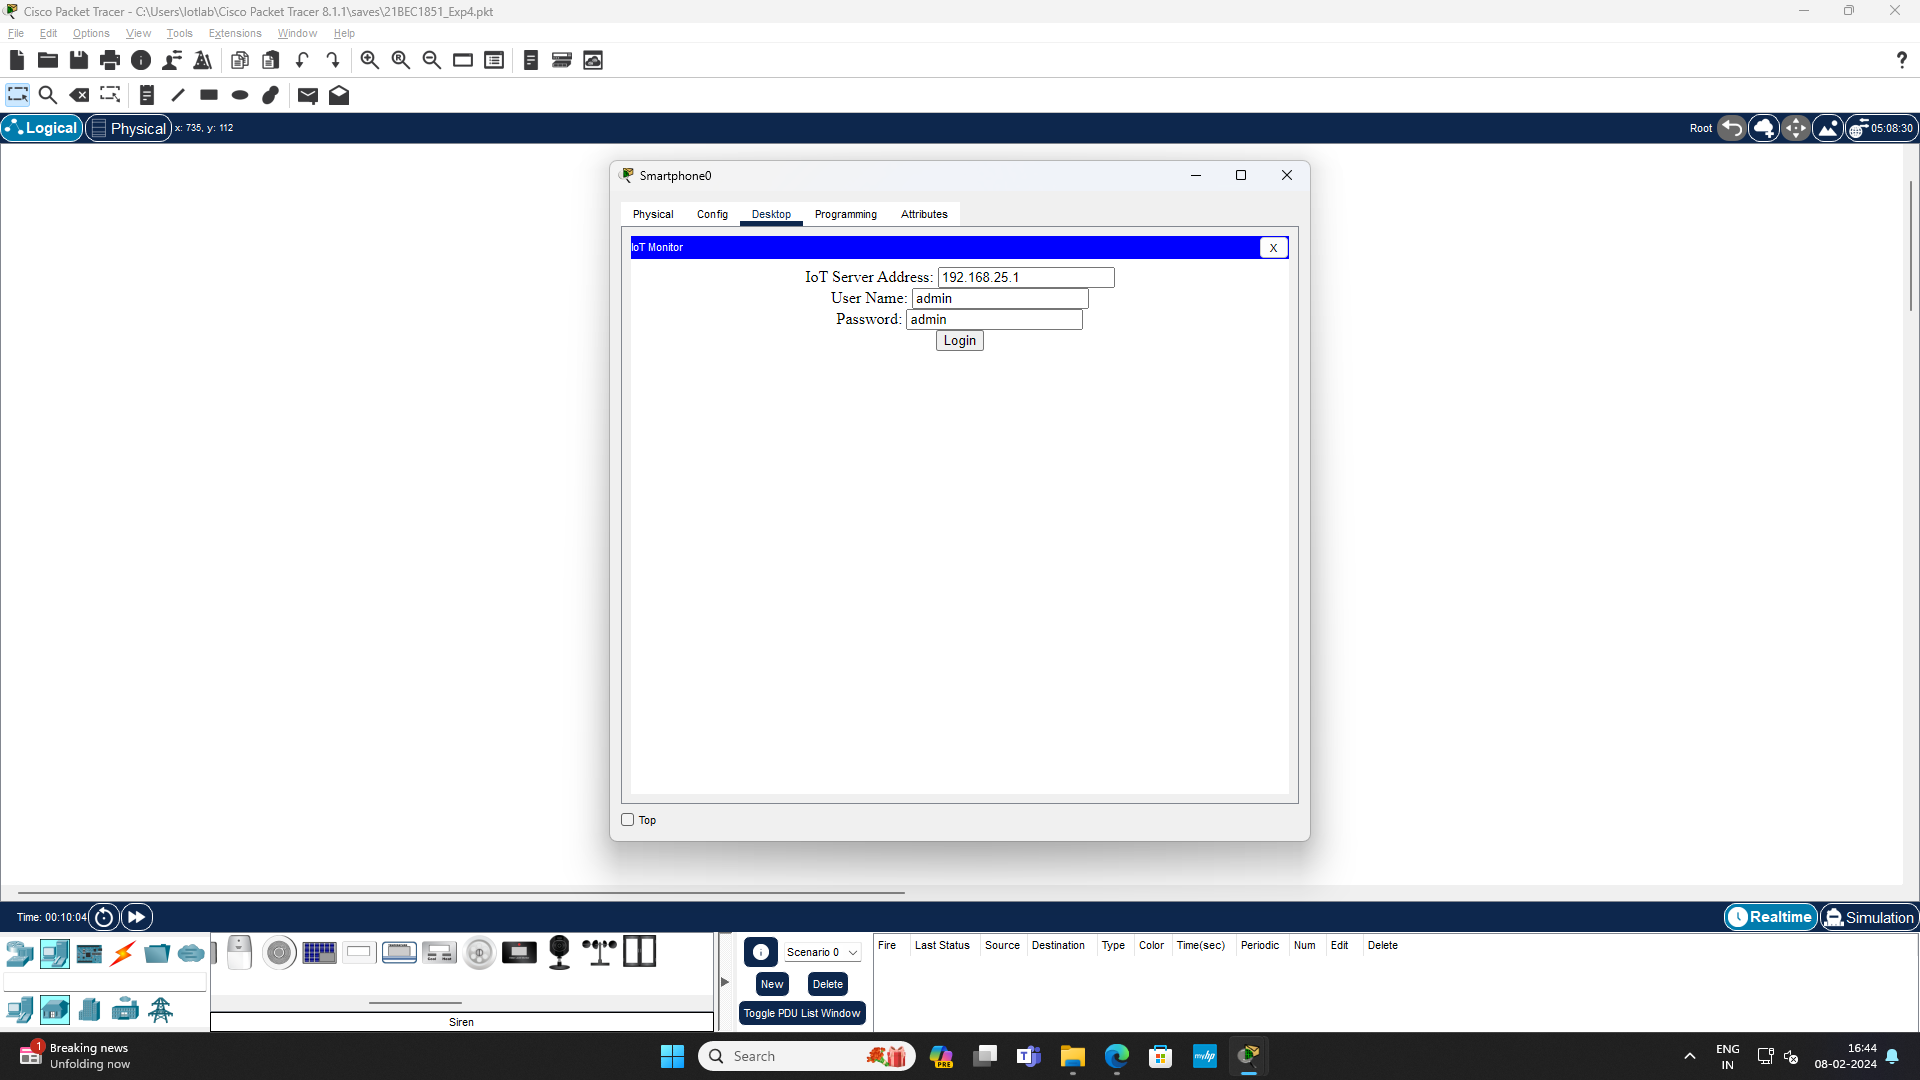 Cisco Packet Tracer - C:\Users\Iotlab\Cisco Packet Tracer 8.1.1\saves\21BEC1851_Exp4.pkt
File Edit Options View Tools Extensions Window Help
Logical Physical x: 735, y: 112 Root 05:08:30
Smartphone0
Physical Config Desktop Programming Attributes
IoT Monitor X
IoT Server Address: 192.168.25.1
User Name: admin
Password: admin
Login
Top
Time: 00:10:04 Realtime Simulation
Scenario 0
New Delete
Toggle PDU List Window
Fire Last Status Source Destination Type Color Time(sec) Periodic Num Edit Delete
Siren
1 Breaking news
Unfolding now
Search
PRE
myhp
ENG
IN
16:44
08-02-2024